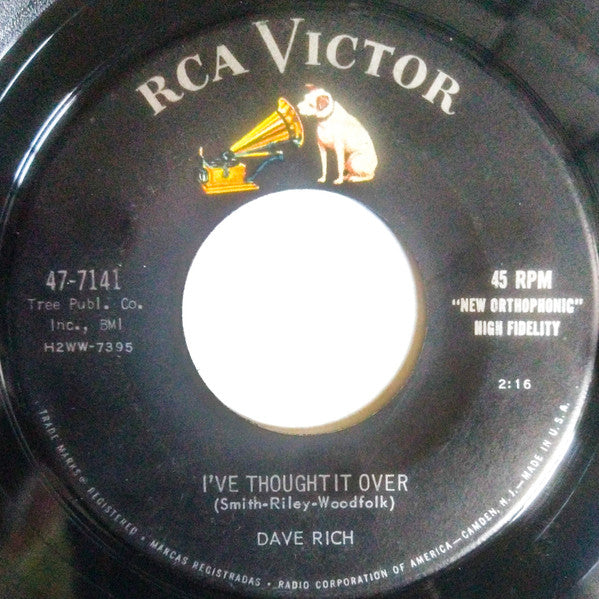 RCA VICTOR
47-7141
Tree Publ. Co.
Inc., BMI
H2WW-7395
45 RPM
"NEW ORTHOPHONIC"
HIGH FIDELITY
2:16
I'VE THOUGHT IT OVER
(Smith-Riley-Woodfolk)
DAVE RICH
TRADE MARKS® REGISTERED • MARCAS REGISTRADAS • RADIO CORPORATION OF AMERICA—CAMDEN, N. J.—MADE IN U.S.A.